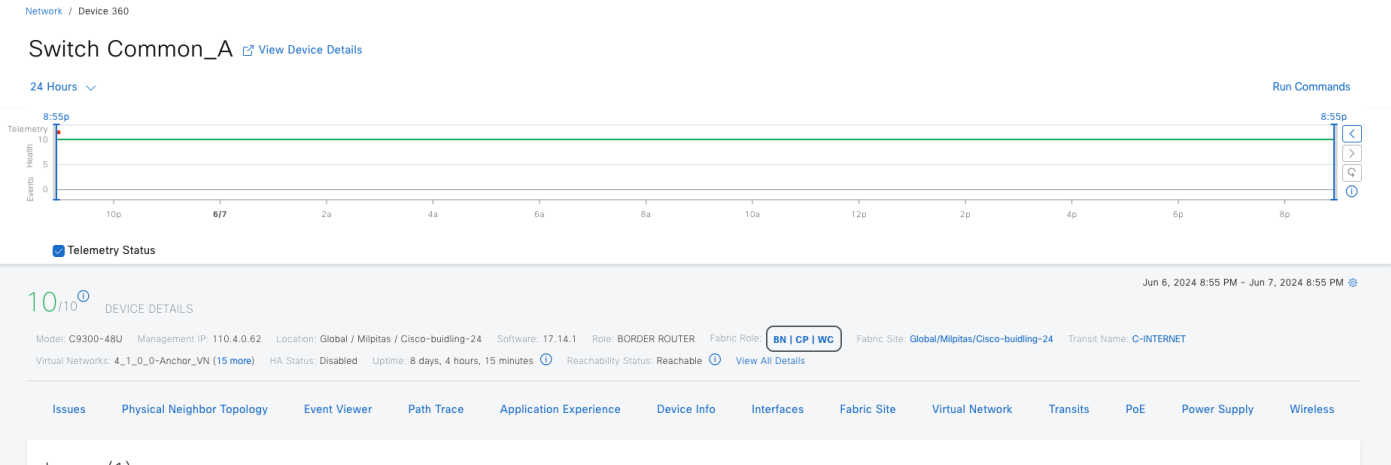 Network / Device 360
Switch Common_A View Device Details
24 Hours Run Commands
8:55p 8:55p
Telemetry
10
Health
5
Events
0
10p 6/7 2a 4a 6a 8a 10a 12p 2p 4p 6p 8p
Telemetry Status
Jun 6, 2024 8:55 PM - Jun 7, 2024 8:55 PM
10/10 DEVICE DETAILS
Model: C9300-48U Management IP: 110.4.0.62 Location: Global / Milpitas / Cisco-buidling-24 Software: 17.14.1 Role: BORDER ROUTER Fabric Role: BN | CP | WC Fabric Site: Global/Milpitas/Cisco-buidling-24 Transit Name: C-INTERNET
Virtual Networks: 4_1_0_0-Anchor_VN (15 more) HA Status: Disabled Uptime: 8 days, 4 hours, 15 minutes Reachability Status: Reachable View All Details
Issues Physical Neighbor Topology Event Viewer Path Trace Application Experience Device Info Interfaces Fabric Site Virtual Network Transits PoE Power Supply Wireless